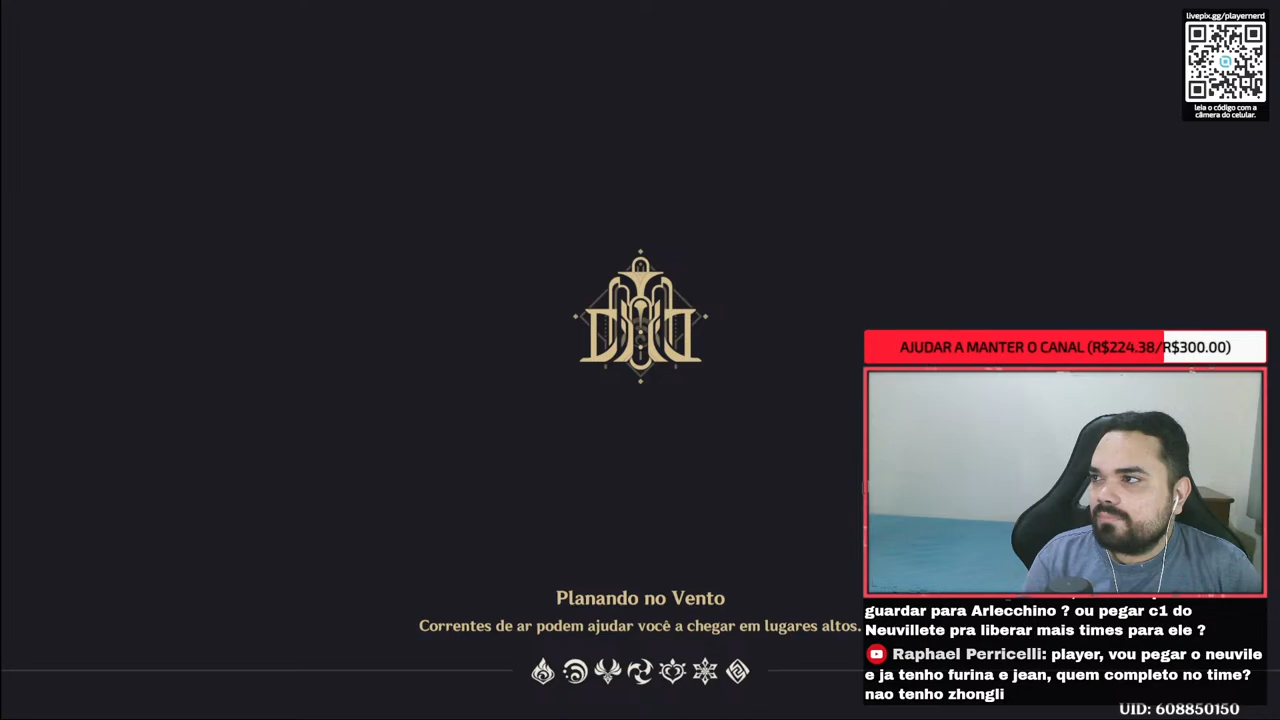 livepix.gg/playernerd
leia o código com a
câmera do celular.
AJUDAR A MANTER O CANAL (R$224.38/R$300.00)
Planando no Vento
Correntes de ar podem ajudar você a chegar em lugares altos.
guardar para Arlecchino ? ou pegar c1 do
Neuvillete pra liberar mais times para ele ?
Raphael Perricelli: player, vou pegar o neuvile
e ja tenho furina e jean, quem completo no time?
nao tenho zhongli
UID: 608850150